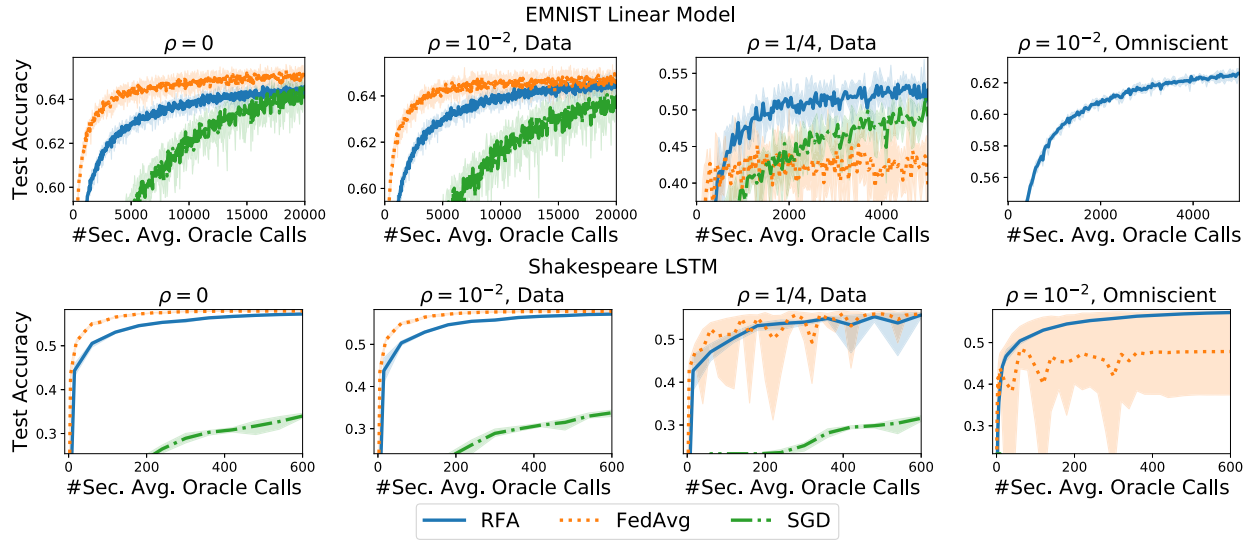 EMNIST Linear Model
ρ = 0
ρ = 10⁻², Data
ρ = 1/4, Data
ρ = 10⁻², Omniscient
Test Accuracy
0.64
0.62
0.60
0 5000 10000 15000 20000
#Sec. Avg. Oracle Calls
0.64
0.62
0.60
0 5000 10000 15000 20000
#Sec. Avg. Oracle Calls
0.55
0.50
0.45
0.40
0 2000 4000
#Sec. Avg. Oracle Calls
0.62
0.60
0.58
0.56
0 2000 4000
#Sec. Avg. Oracle Calls
Shakespeare LSTM
ρ = 0
ρ = 10⁻², Data
ρ = 1/4, Data
ρ = 10⁻², Omniscient
Test Accuracy
0.5
0.4
0.3
0 200 400 600
#Sec. Avg. Oracle Calls
0.5
0.4
0.3
0 200 400 600
#Sec. Avg. Oracle Calls
0.5
0.4
0.3
0 200 400 600
#Sec. Avg. Oracle Calls
0.5
0.4
0.3
0 200 400 600
#Sec. Avg. Oracle Calls
RFA FedAvg SGD